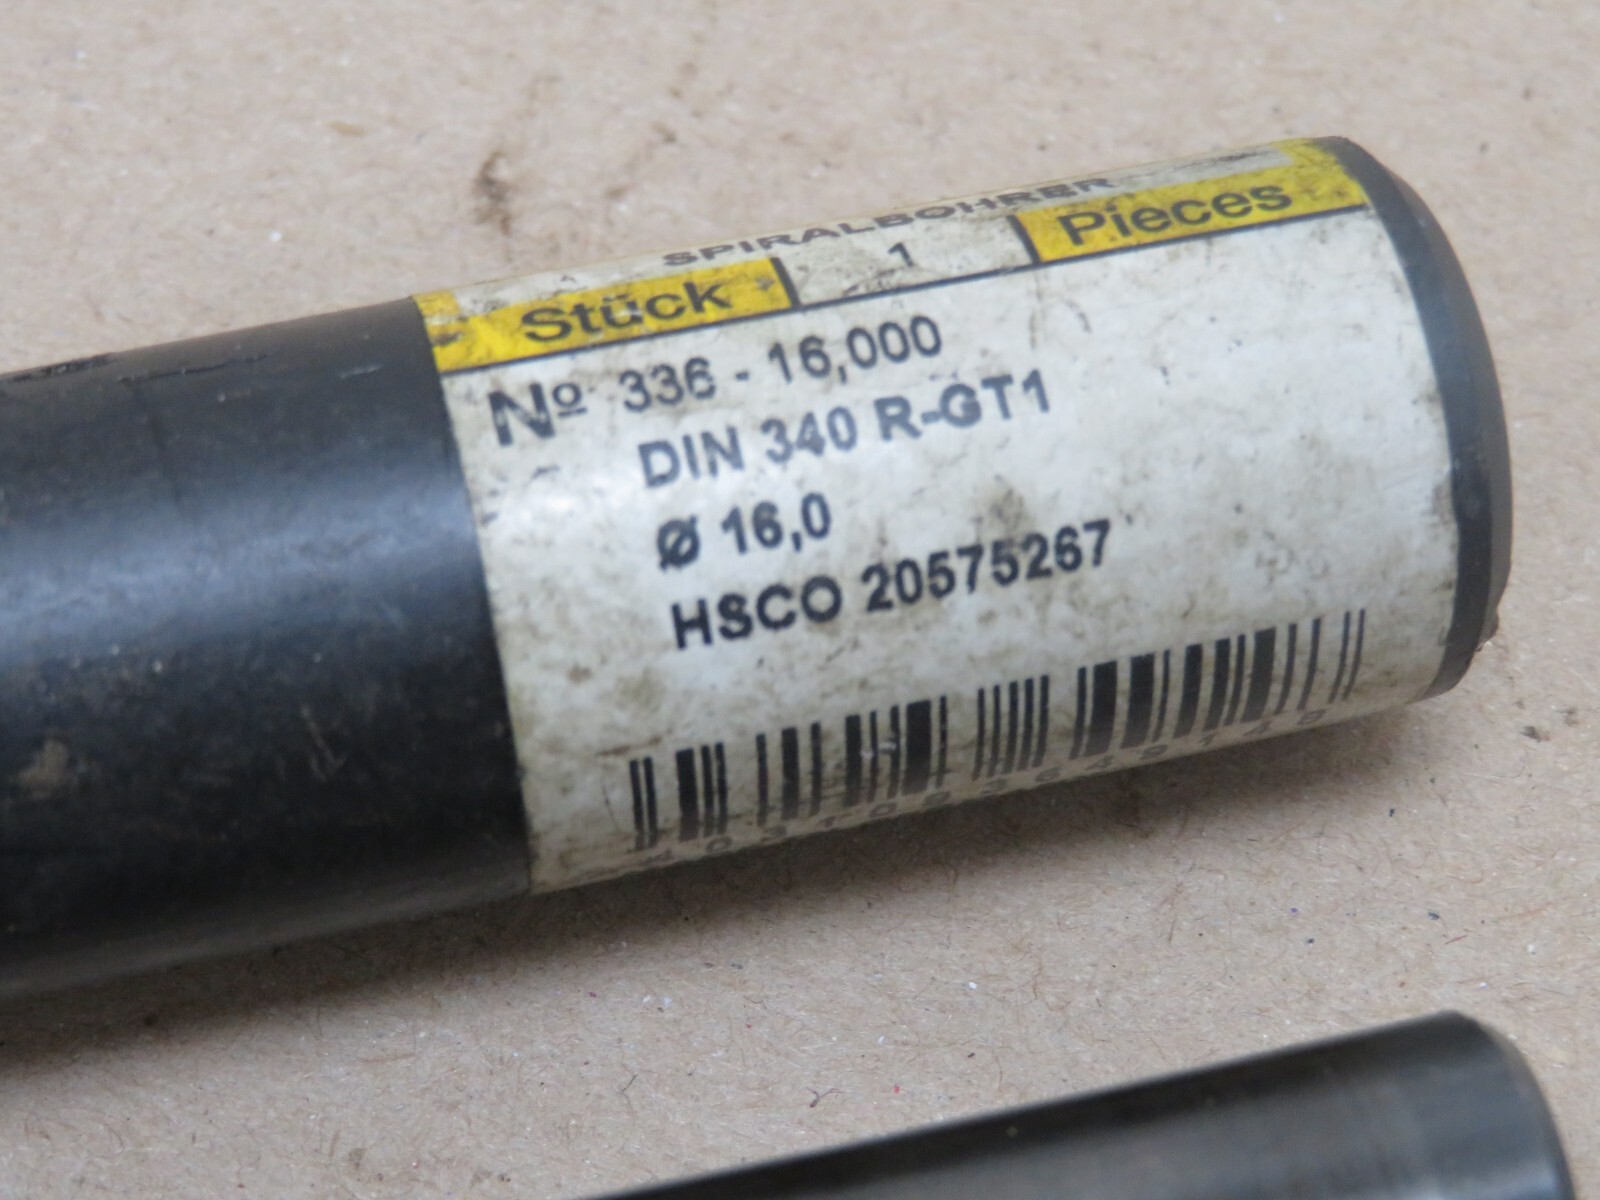 SPIRALBOHRER
Stück 1 Pieces
Nº 336 - 16,000
DIN 340 R-GT1
Ø 16,0
HSCO 20575267